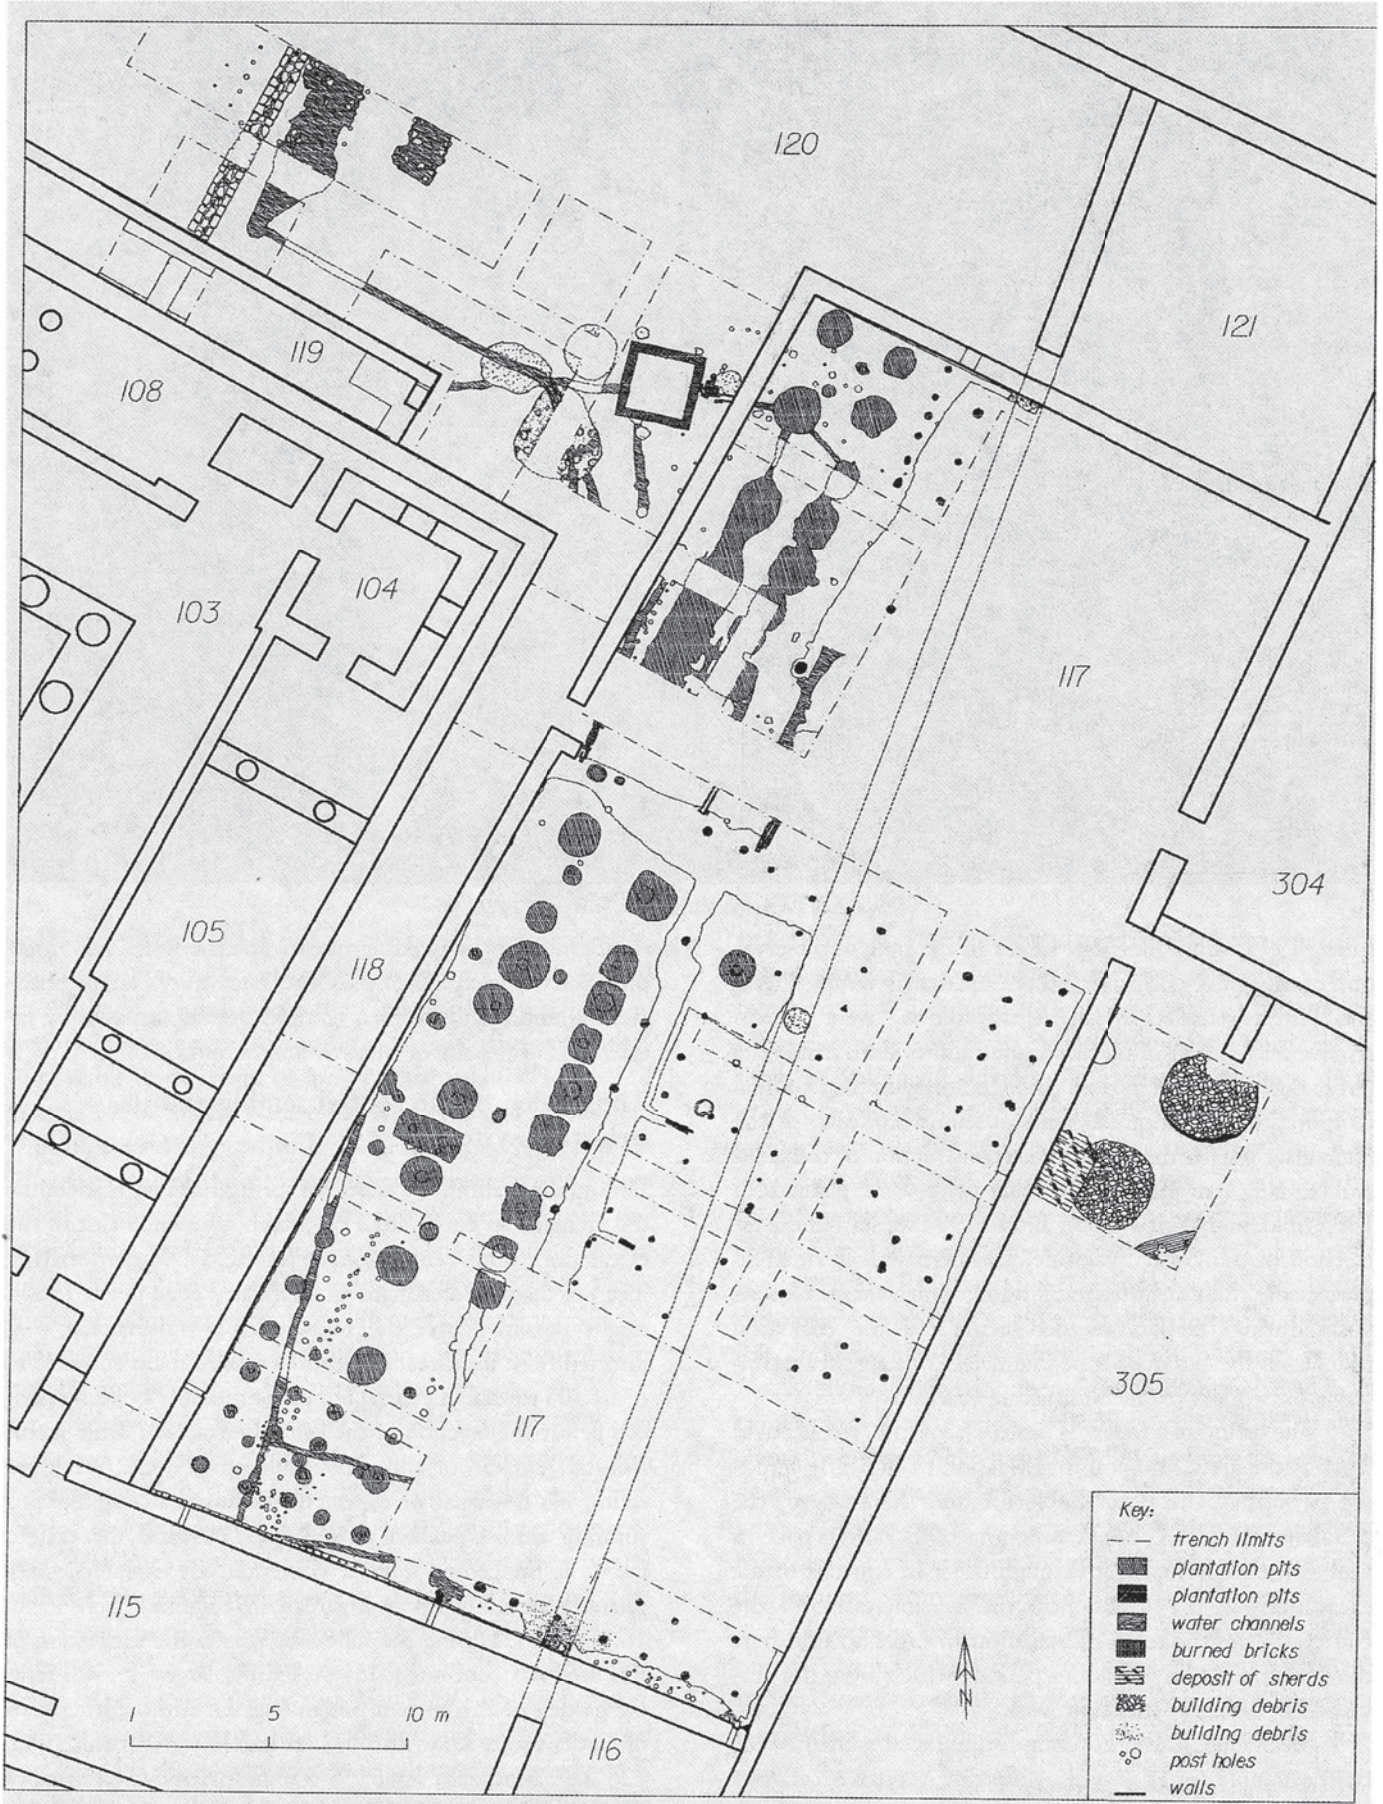 120
121
119
108
104
103
117
304
105
118
305
117
Key:
trench limits
plantation pits
plantation pits
water channels
burned bricks
deposit of sherds
building debris
building debris
post holes
walls
115
1 5 10 m
N
116